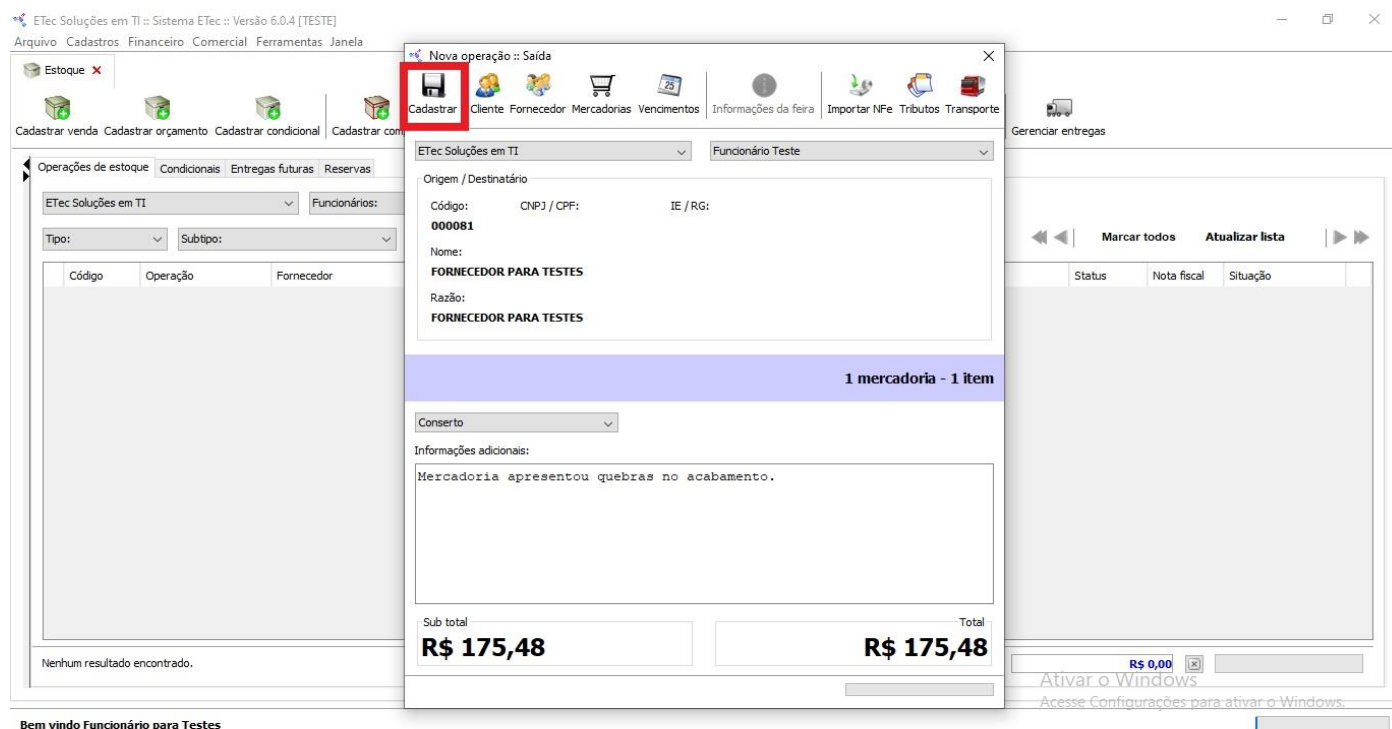 ETec Soluções em TI :: Sistema ETec :: Versão 6.0.4 [TESTE]
Arquivo Cadastros Financeiro Comercial Ferramentas Janela
Estoque
Cadastrar venda Cadastrar orçamento Cadastrar condicional Cadastrar com
Gerenciar entregas
Operações de estoque Condicionais Entregas futuras Reservas
ETec Soluções em TI Funcionários:
Tipo: Subtipo:
Marcar todos Atualizar lista
Código Operação Fornecedor
Status Nota fiscal Situação
Nenhum resultado encontrado.
R$ 0,00
Bem vindo Funcionário para Testes
Nova operação :: Saída
25
Cadastrar Cliente Fornecedor Mercadorias Vencimentos Informações da feira Importar NFe Tributos Transporte
ETec Soluções em TI Funcionário Teste
Origem / Destinatário
Código: CNPJ / CPF: IE / RG:
000081
Nome:
FORNECEDOR PARA TESTES
Razão:
FORNECEDOR PARA TESTES
1 mercadoria - 1 item
Conserto
Informações adicionais:
Mercadoria apresentou quebras no acabamento.
Sub total Total
R$ 175,48 R$ 175,48
Ativar o Windows
Acesse Configurações para ativar o Windows.